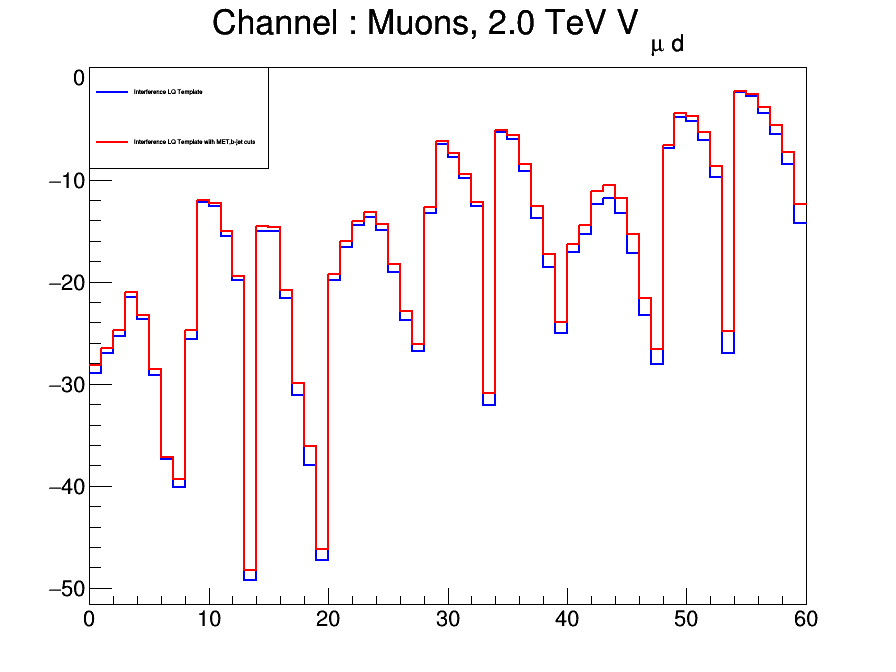 Channel : Muons, 2.0 TeV V μ d
Interference LQ Template
Interference LQ Template with MET,b-jet cuts
0
−10
−20
−30
−40
−50
0 10 20 30 40 50 60